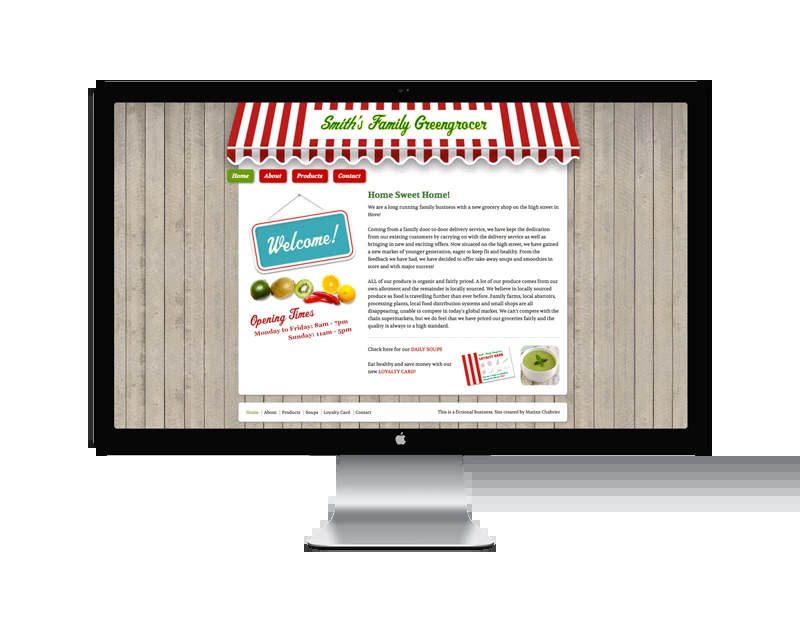 Smith's Family Greengrocer
Home About Products Contact
Welcome!
Opening Times
Monday to Friday: 8am - 7pm
Sunday: 11am - 5pm
Home Sweet Home!
We are a long running family business with a new grocery shop on the high street in
Hove!
Coming from a family door-to-door delivery service, we have kept the dedication
from our existing customers by carrying on with the delivery service as well as
bringing in new and exciting offers. Now situated on the high street, we have gained
a new market of younger generation, eager to keep fit and healthy. From the
feedback we have had, we have decided to offer take-away soups and smoothies in
store and with major success!
ALL of our produce is organic and fairly priced. A lot of our produce comes from our
own allotment and the remainder is locally sourced. We believe in locally sourced
produce as food is travelling further than ever before. Family farms, local abattoirs,
processing plants, local food distribution systems and small shops are all
disappearing, unable to compete in today's global market. We can't compete with the
chain supermarkets, but we do feel that we have priced our groceries fairly and the
quality is always to a high standard.
Check here for our DAILY SOUPS
Eat healthy and save money with our
new LOYALTY CARD!
LOYALTY CARD
Home | About | Products | Soups | Loyalty Card | Contact
This is a fictional business. Site created by Maxine Chabrier